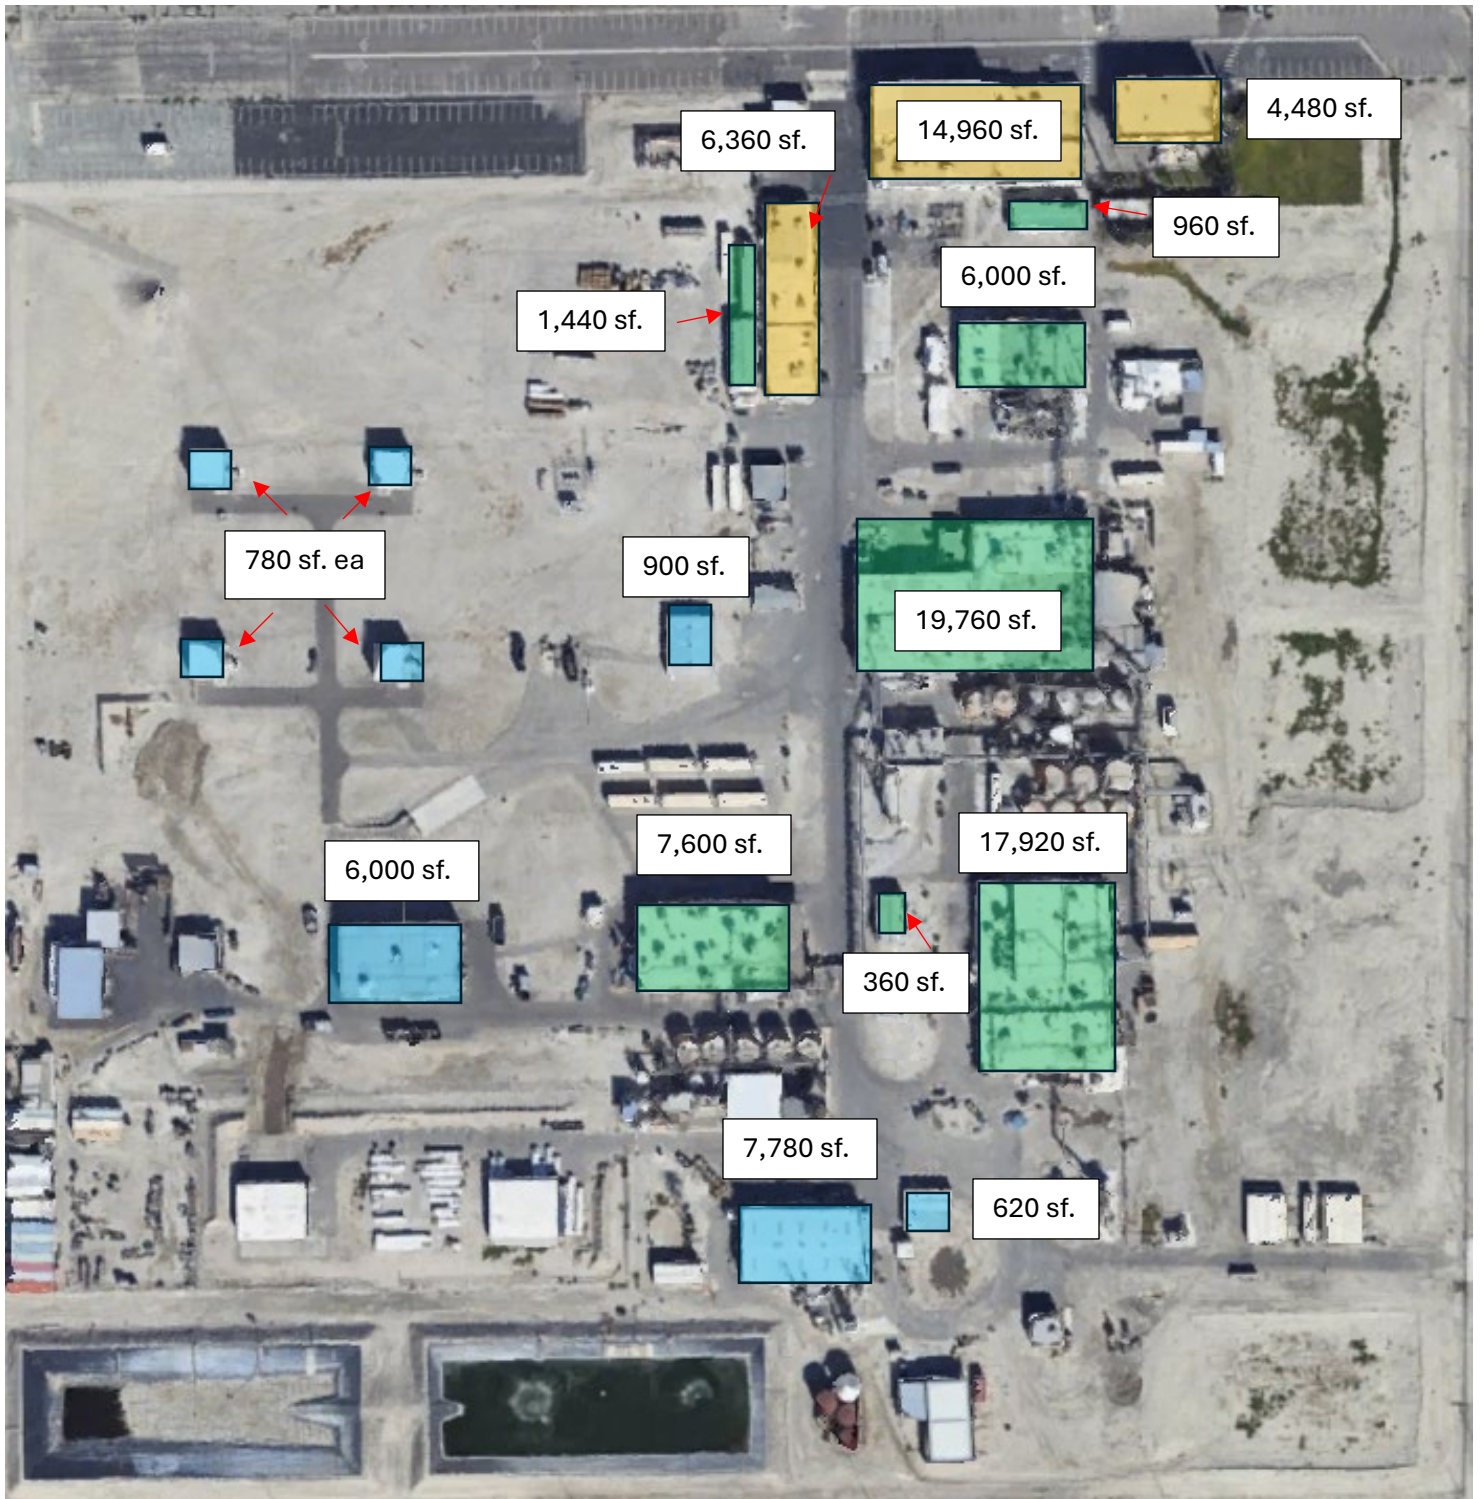 4,480 sf.
14,960 sf.
6,360 sf.
960 sf.
6,000 sf.
1,440 sf.
780 sf. ea
900 sf.
19,760 sf.
7,600 sf.
17,920 sf.
6,000 sf.
360 sf.
7,780 sf.
620 sf.